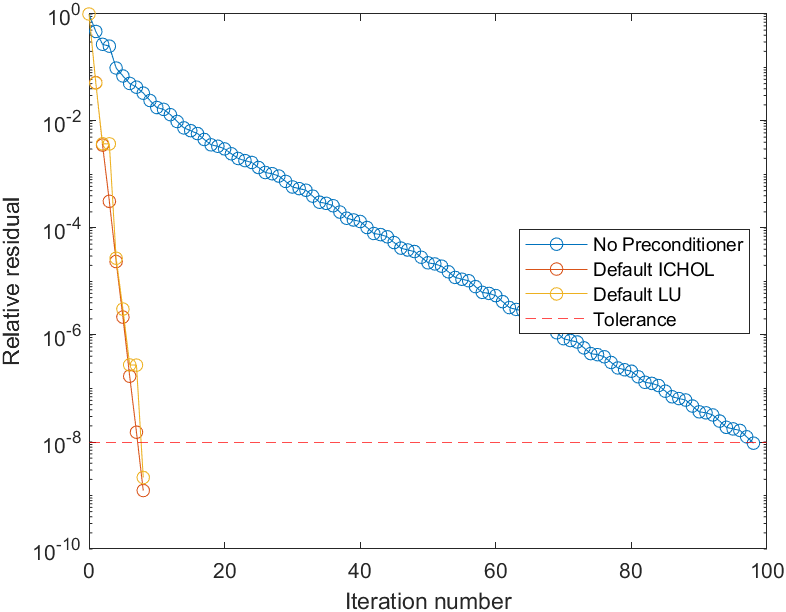 10^0
10^-2
10^-4
10^-6
10^-8
10^-10
Relative residual
No Preconditioner
Default ICHOL
Default LU
Tolerance
0 20 40 60 80 100
Iteration number